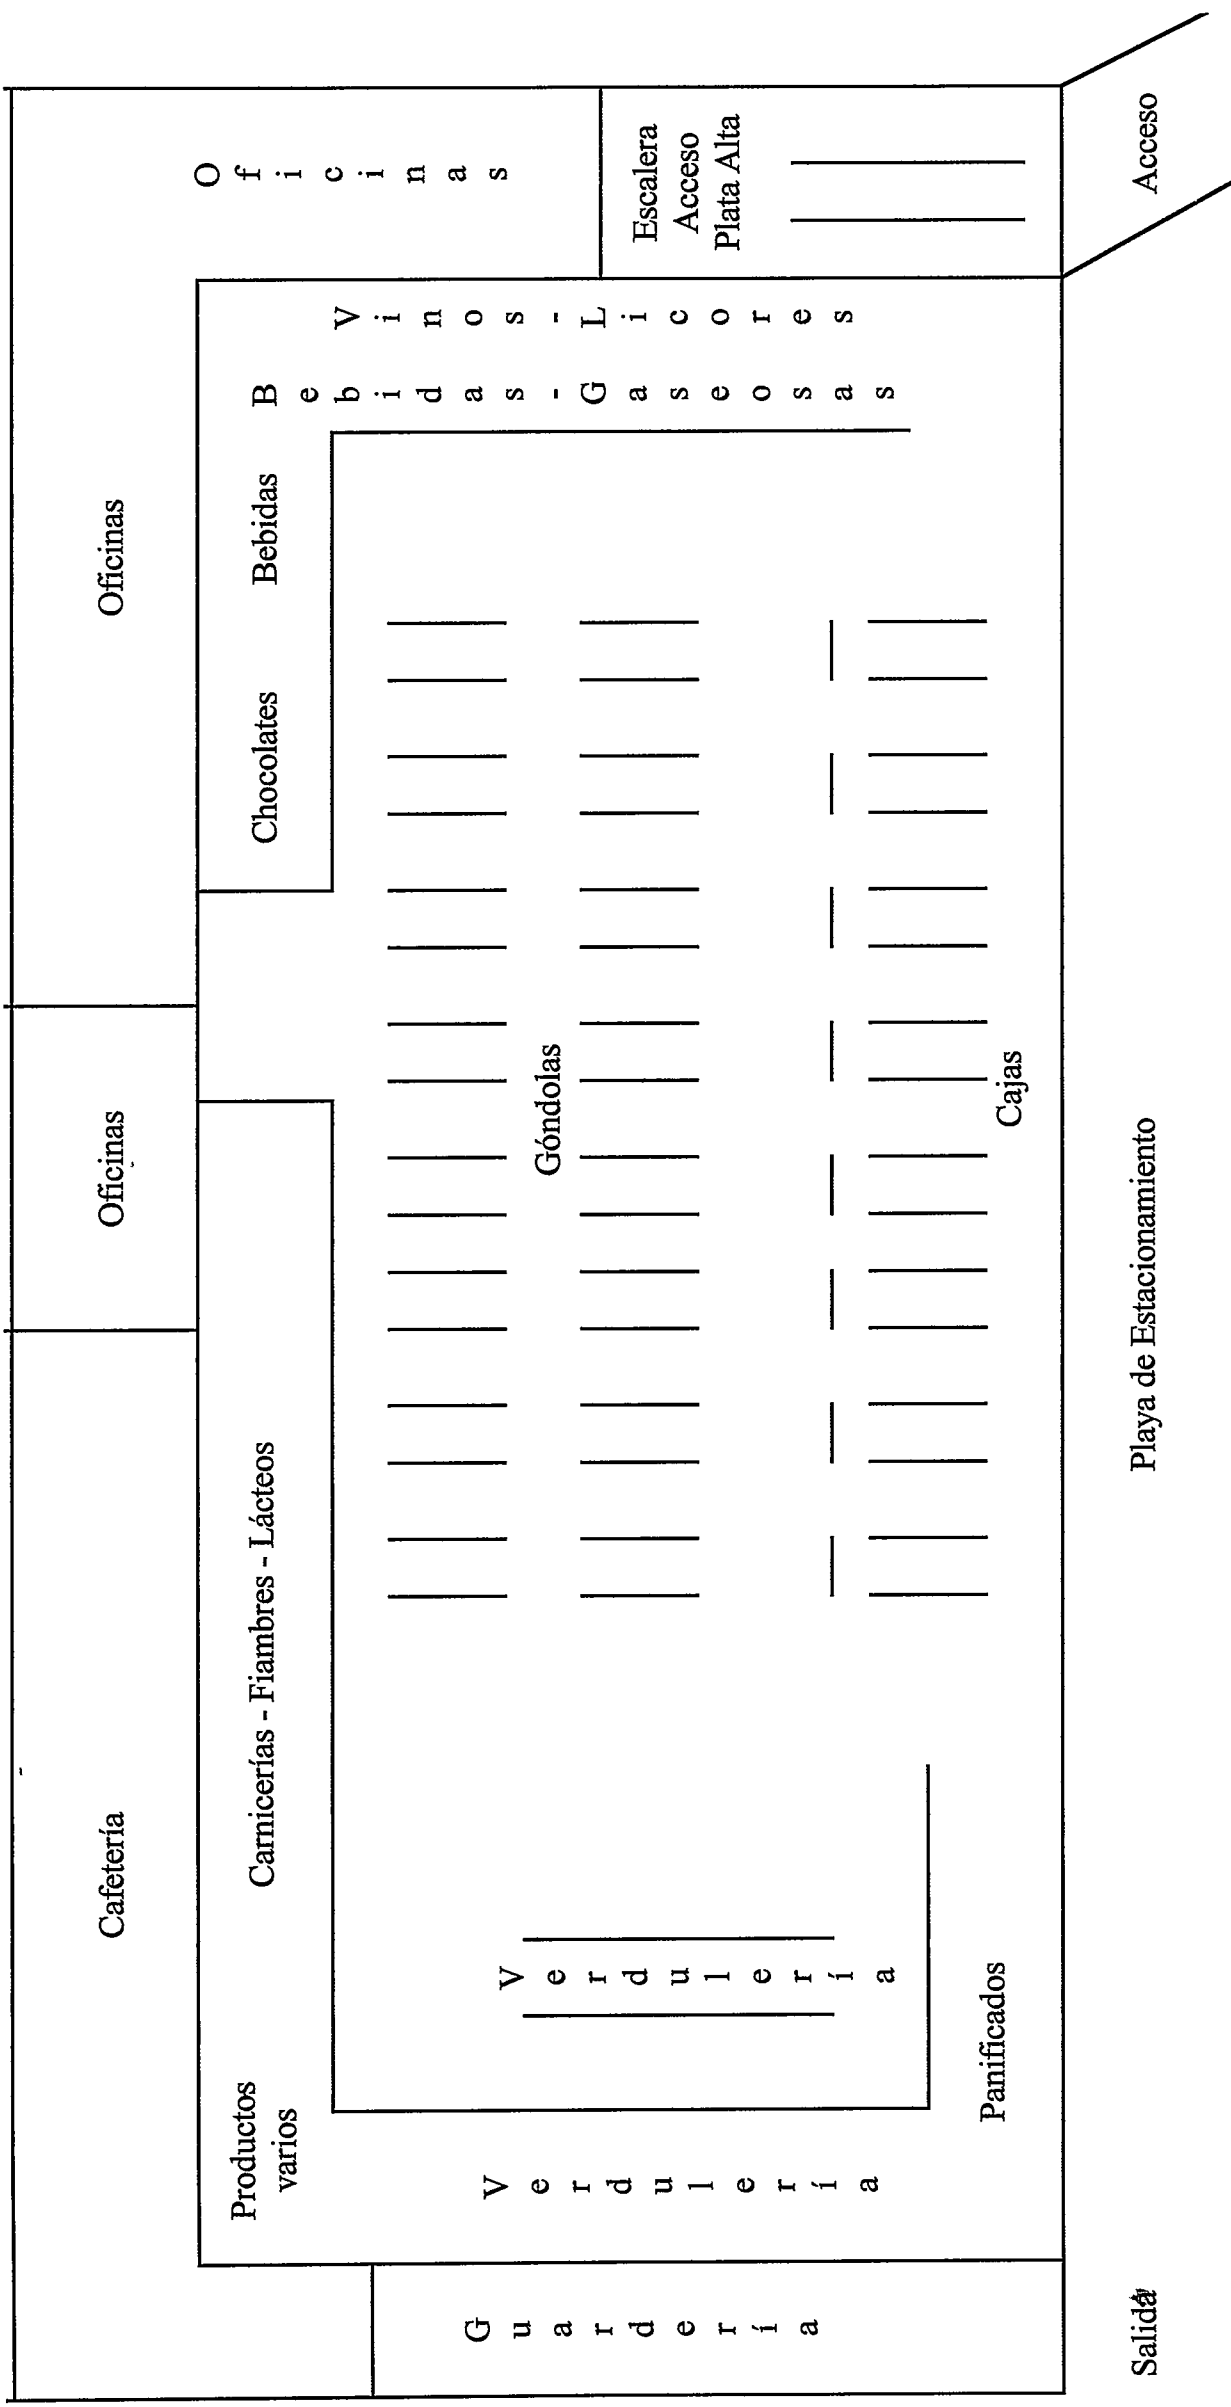 Cafetería
Oficinas
Oficinas
Oficinas
Productos
varios
Carnicerías - Fiambres - Lácteos
Chocolates
Bebidas
Bebidas-Gaseosas
Vinos-Licores
Escalera
Acceso
Plata Alta
Góndolas
Verdulería
Verdulería
Guardería
Panificados
Cajas
Salida
Playa de Estacionamiento
Acceso